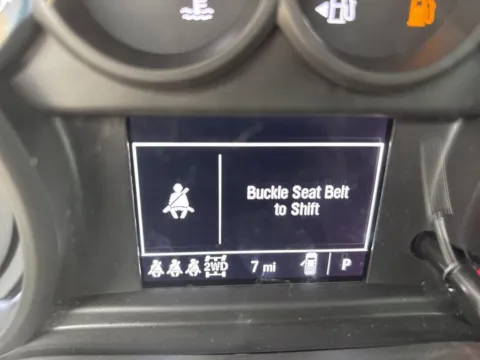 H
Buckle Seat Belt
to Shift
2WD 7 mi P